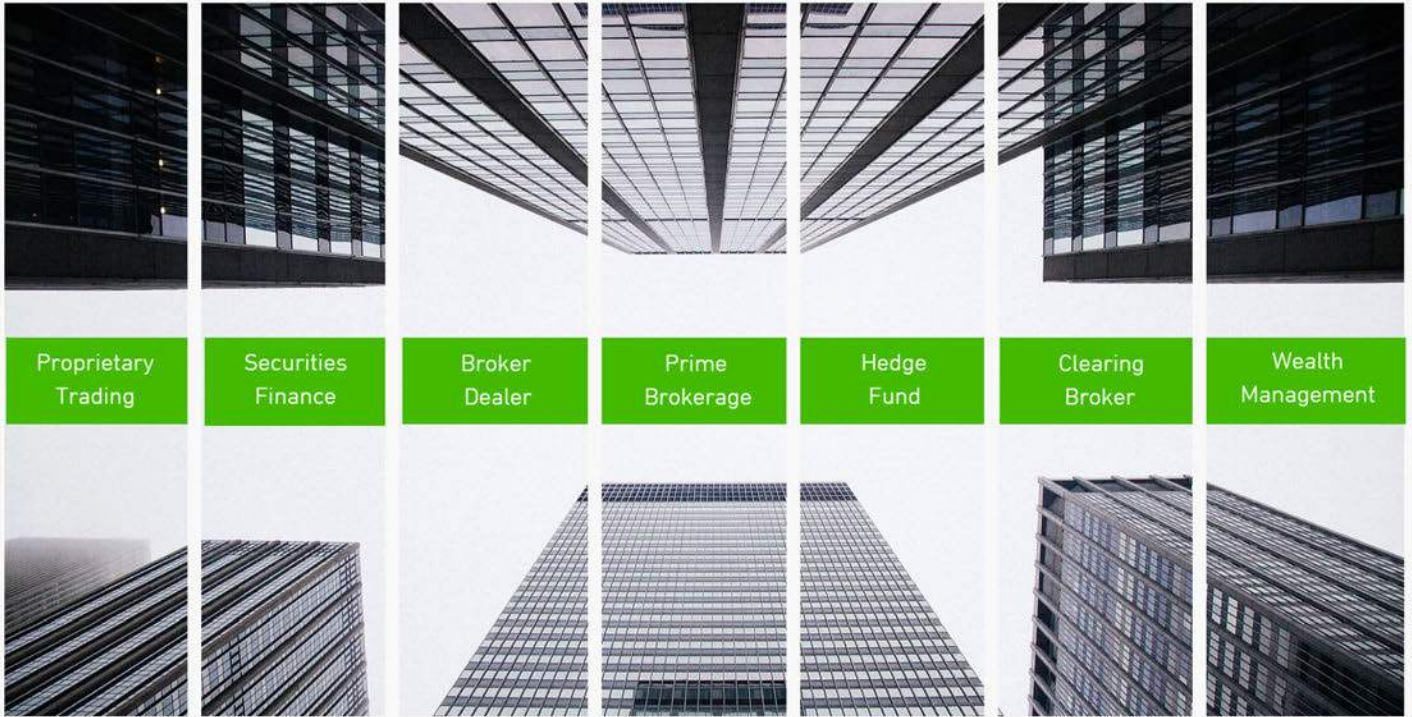 Proprietary
Trading
Securities
Finance
Broker
Dealer
Prime
Brokerage
Hedge
Fund
Clearing
Broker
Wealth
Management